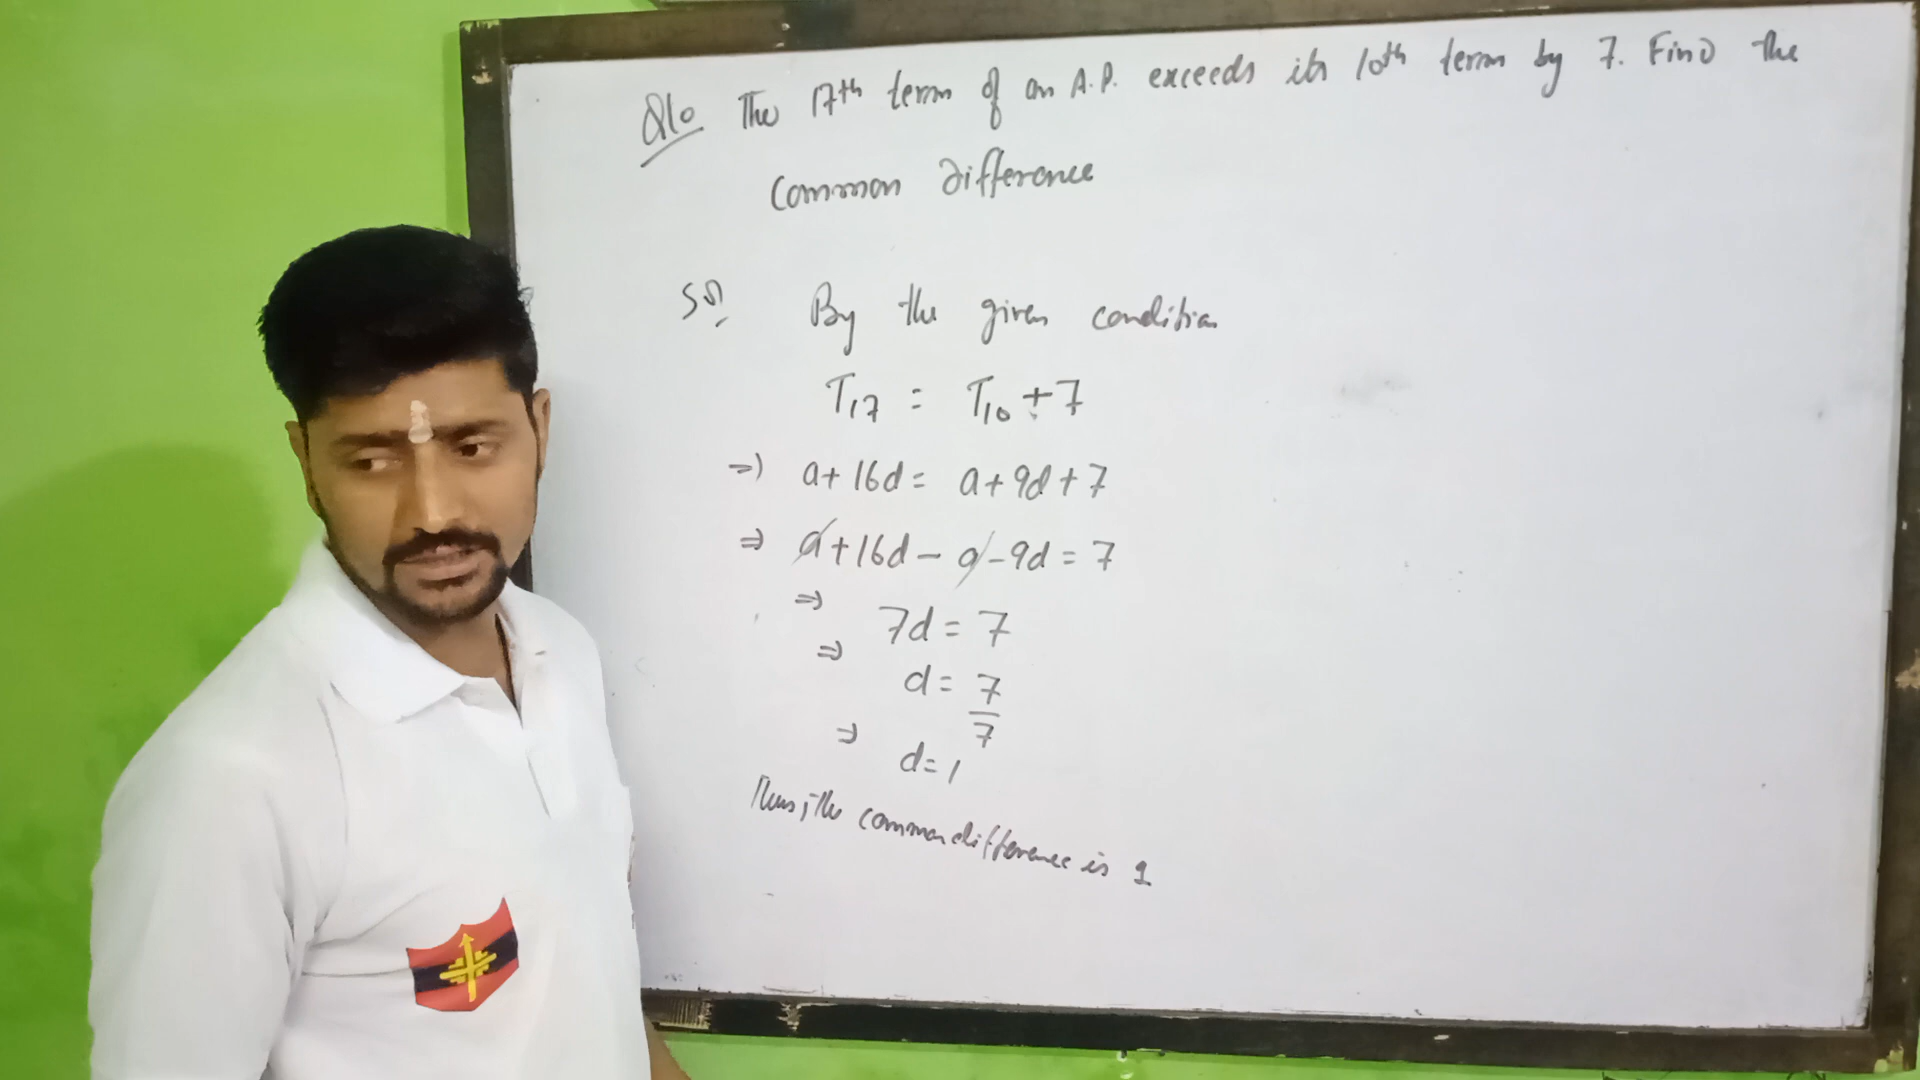 Q10 The 17th term of an A.P. exceeds its 10th term by 7. Find the
Common difference
Sol By the given condition
T17 = T10 + 7
⇒ a + 16d = a + 9d + 7
⇒ a + 16d - a - 9d = 7
⇒ 7d = 7
⇒ d = 7/7
⇒ d = 1
Thus, the common difference is 1